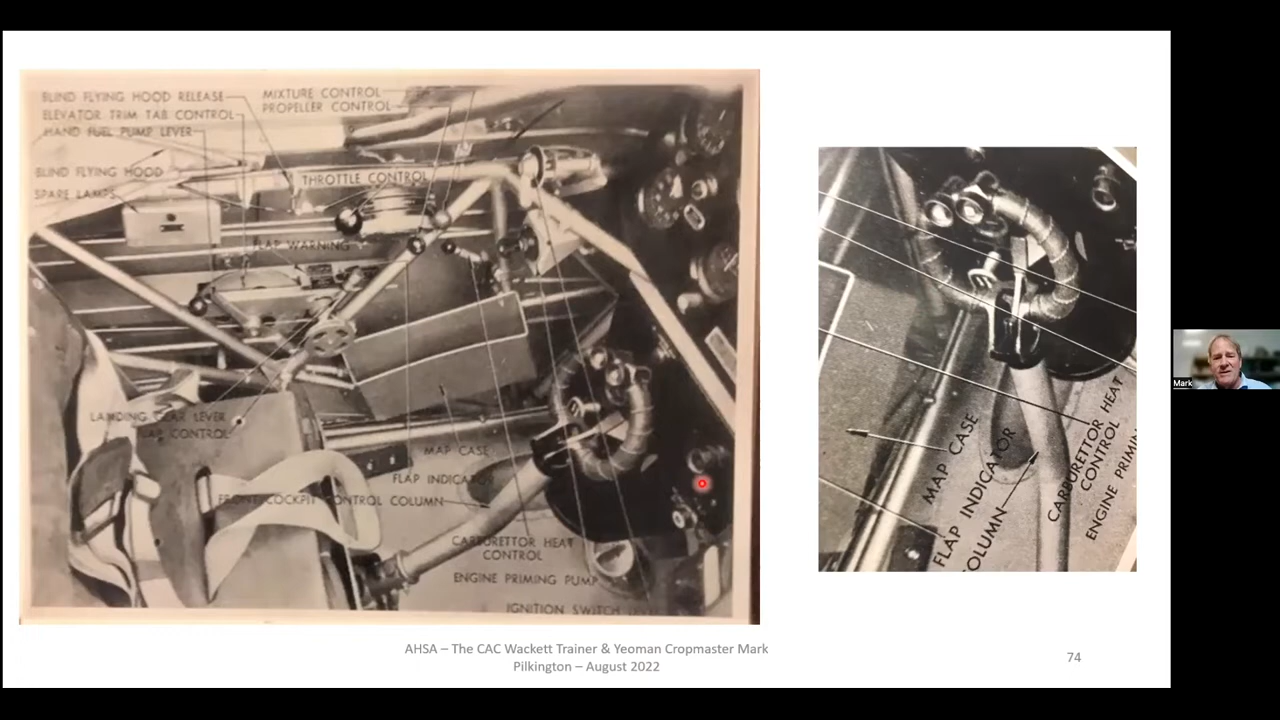 BLIND FLYING HOOD RELEASE
ELEVATOR TRIM TAB CONTROL
HAND FUEL PUMP LEVER
BLIND FLYING HOOD
SPARE LAMPS
MIXTURE CONTROL
PROPELLER CONTROL
THROTTLE CONTROL
FLAP WARNING
LANDING GEAR LEVER
CONTROL
MAP CASE
FLAP INDICATOR
FRONT COCKPIT CONTROL COLUMN
CARBURETTOR HEAT
CONTROL
ENGINE PRIMING PUMP
IGNITION SWITCH
MAP CASE
FLAP INDICATOR
OLUMN
CARBURETTOR HEAT
CONTROL
ENGINE PRIMIN
AHSA – The CAC Wackett Trainer & Yeoman Cropmaster Mark
Pilkington – August 2022
74
Mark